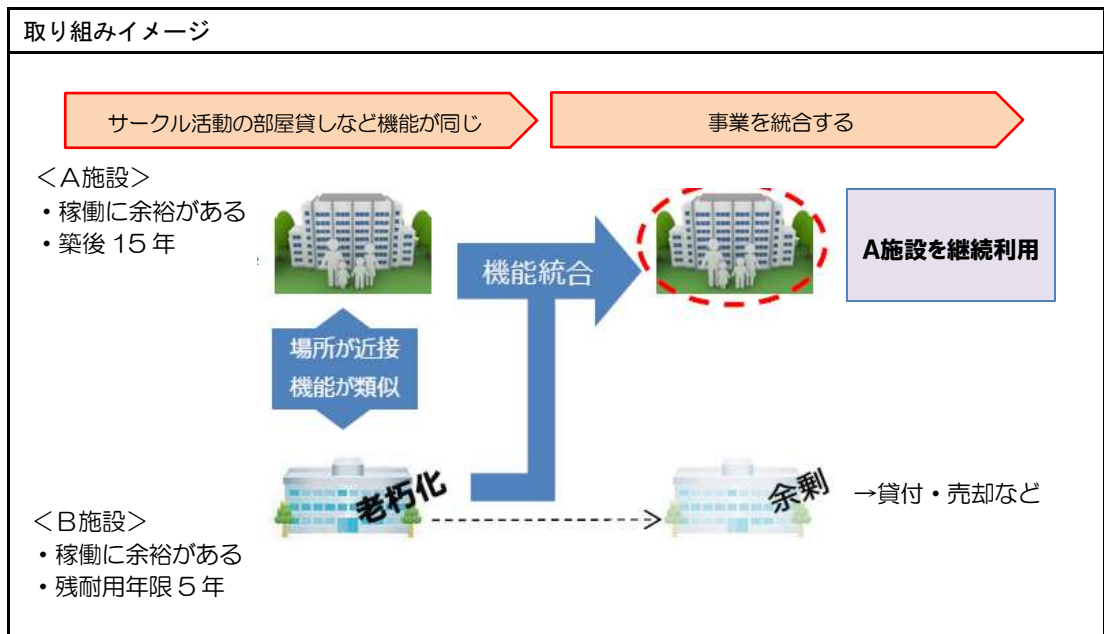 取り組みイメージ
サークル活動の部屋貸しなど機能が同じ
事業を統合する
＜A施設＞
・稼働に余裕がある
・築後15年
機能統合
A施設を継続利用
場所が近接
機能が類似
老朽化
余剰
→貸付・売却など
＜B施設＞
・稼働に余裕がある
・残耐用年限５年